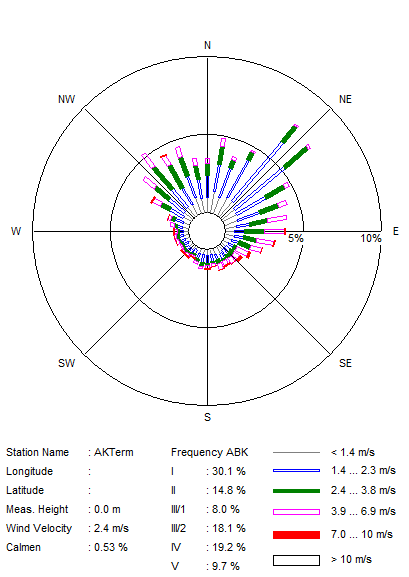 N
NW NE
W 5% 10% E
SW SE
S
Station Name : AKTerm Frequency ABK < 1.4 m/s
Longitude : I : 30.1 % 1.4 ... 2.3 m/s
Latitude : II : 14.8 % 2.4 ... 3.8 m/s
Meas. Height : 0.0 m III/1 : 8.0 % 3.9 ... 6.9 m/s
Wind Velocity : 2.4 m/s III/2 : 18.1 % 7.0 ... 10 m/s
Calmen : 0.53 % IV : 19.2 % > 10 m/s
V : 9.7 %